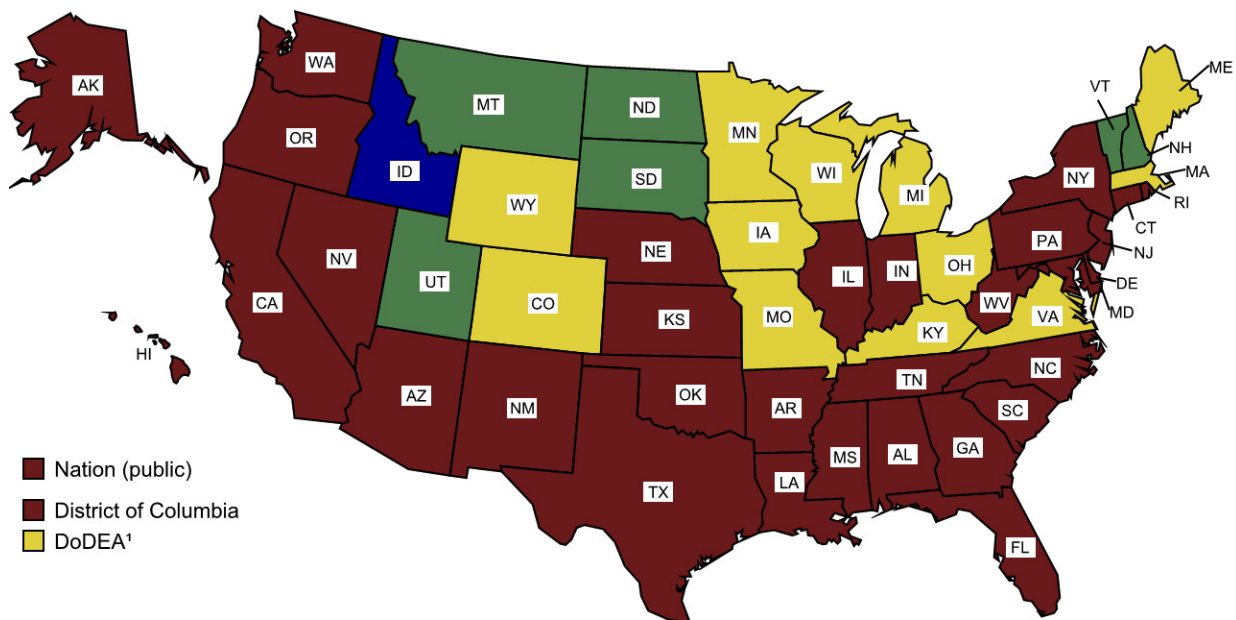 AK
WA
OR
ID
MT
ND
SD
MN
WI
MI
WY
IA
NE
NV
UT
CO
CA
KS
MO
IL
IN
OH
KY
WV
VA
PA
NY
VT
ME
NH
MA
RI
CT
NJ
DE
MD
HI
AZ
NM
OK
AR
TN
NC
SC
MS
AL
GA
LA
TX
FL
Nation (public)
District of Columbia
DoDEA¹